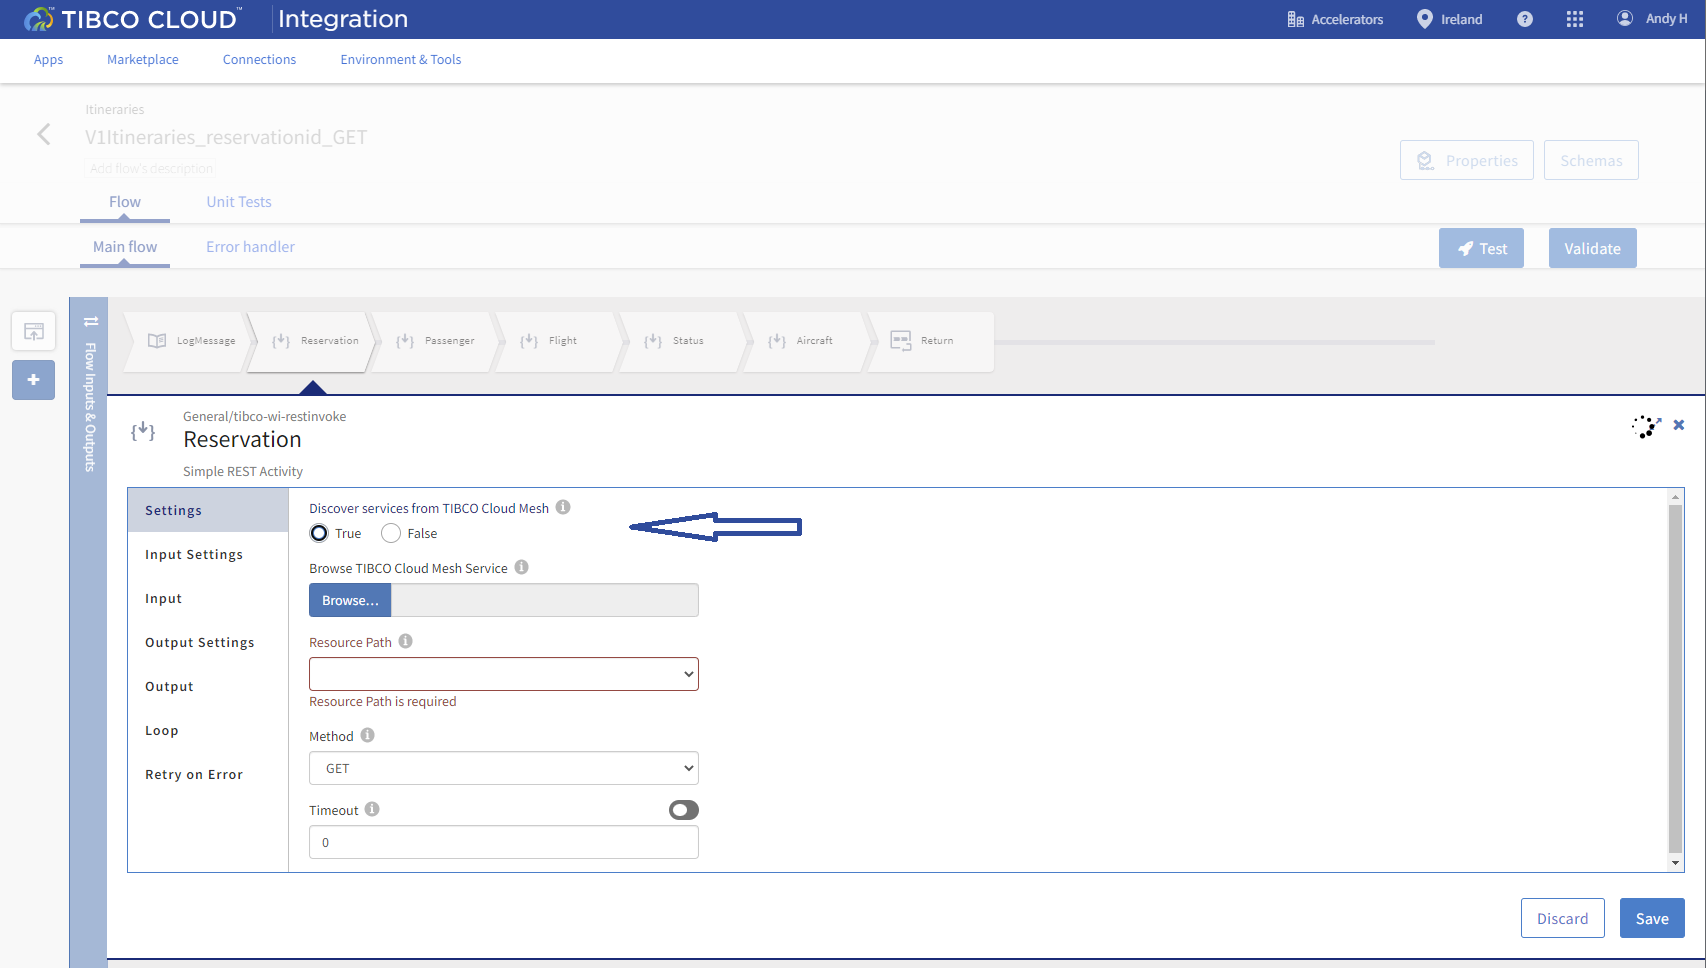 TIBCO CLOUD™ Integration
Accelerators Ireland ? Andy H
Apps Marketplace Connections Environment & Tools
Itineraries
V1Itineraries_reservationid_GET
Add flow's description
Properties Schemas
Flow Unit Tests
Main flow Error handler
Test Validate
Flow Inputs & Outputs
LogMessage Reservation Passenger Flight Status Aircraft Return
General/tibco-wi-restinvoke
Reservation
Simple REST Activity
Settings
Input Settings
Input
Output Settings
Output
Loop
Retry on Error
Discover services from TIBCO Cloud Mesh
True False
Browse TIBCO Cloud Mesh Service
Browse...
Resource Path
Resource Path is required
Method
GET
Timeout
0
Discard Save